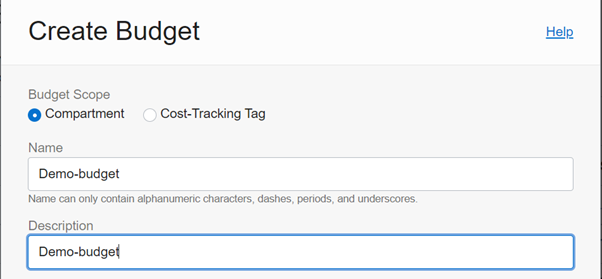 Create Budget
Help
Budget Scope
Compartment Cost-Tracking Tag
Name
Demo-budget
Name can only contain alphanumeric characters, dashes, periods, and underscores.
Description
Demo-budget